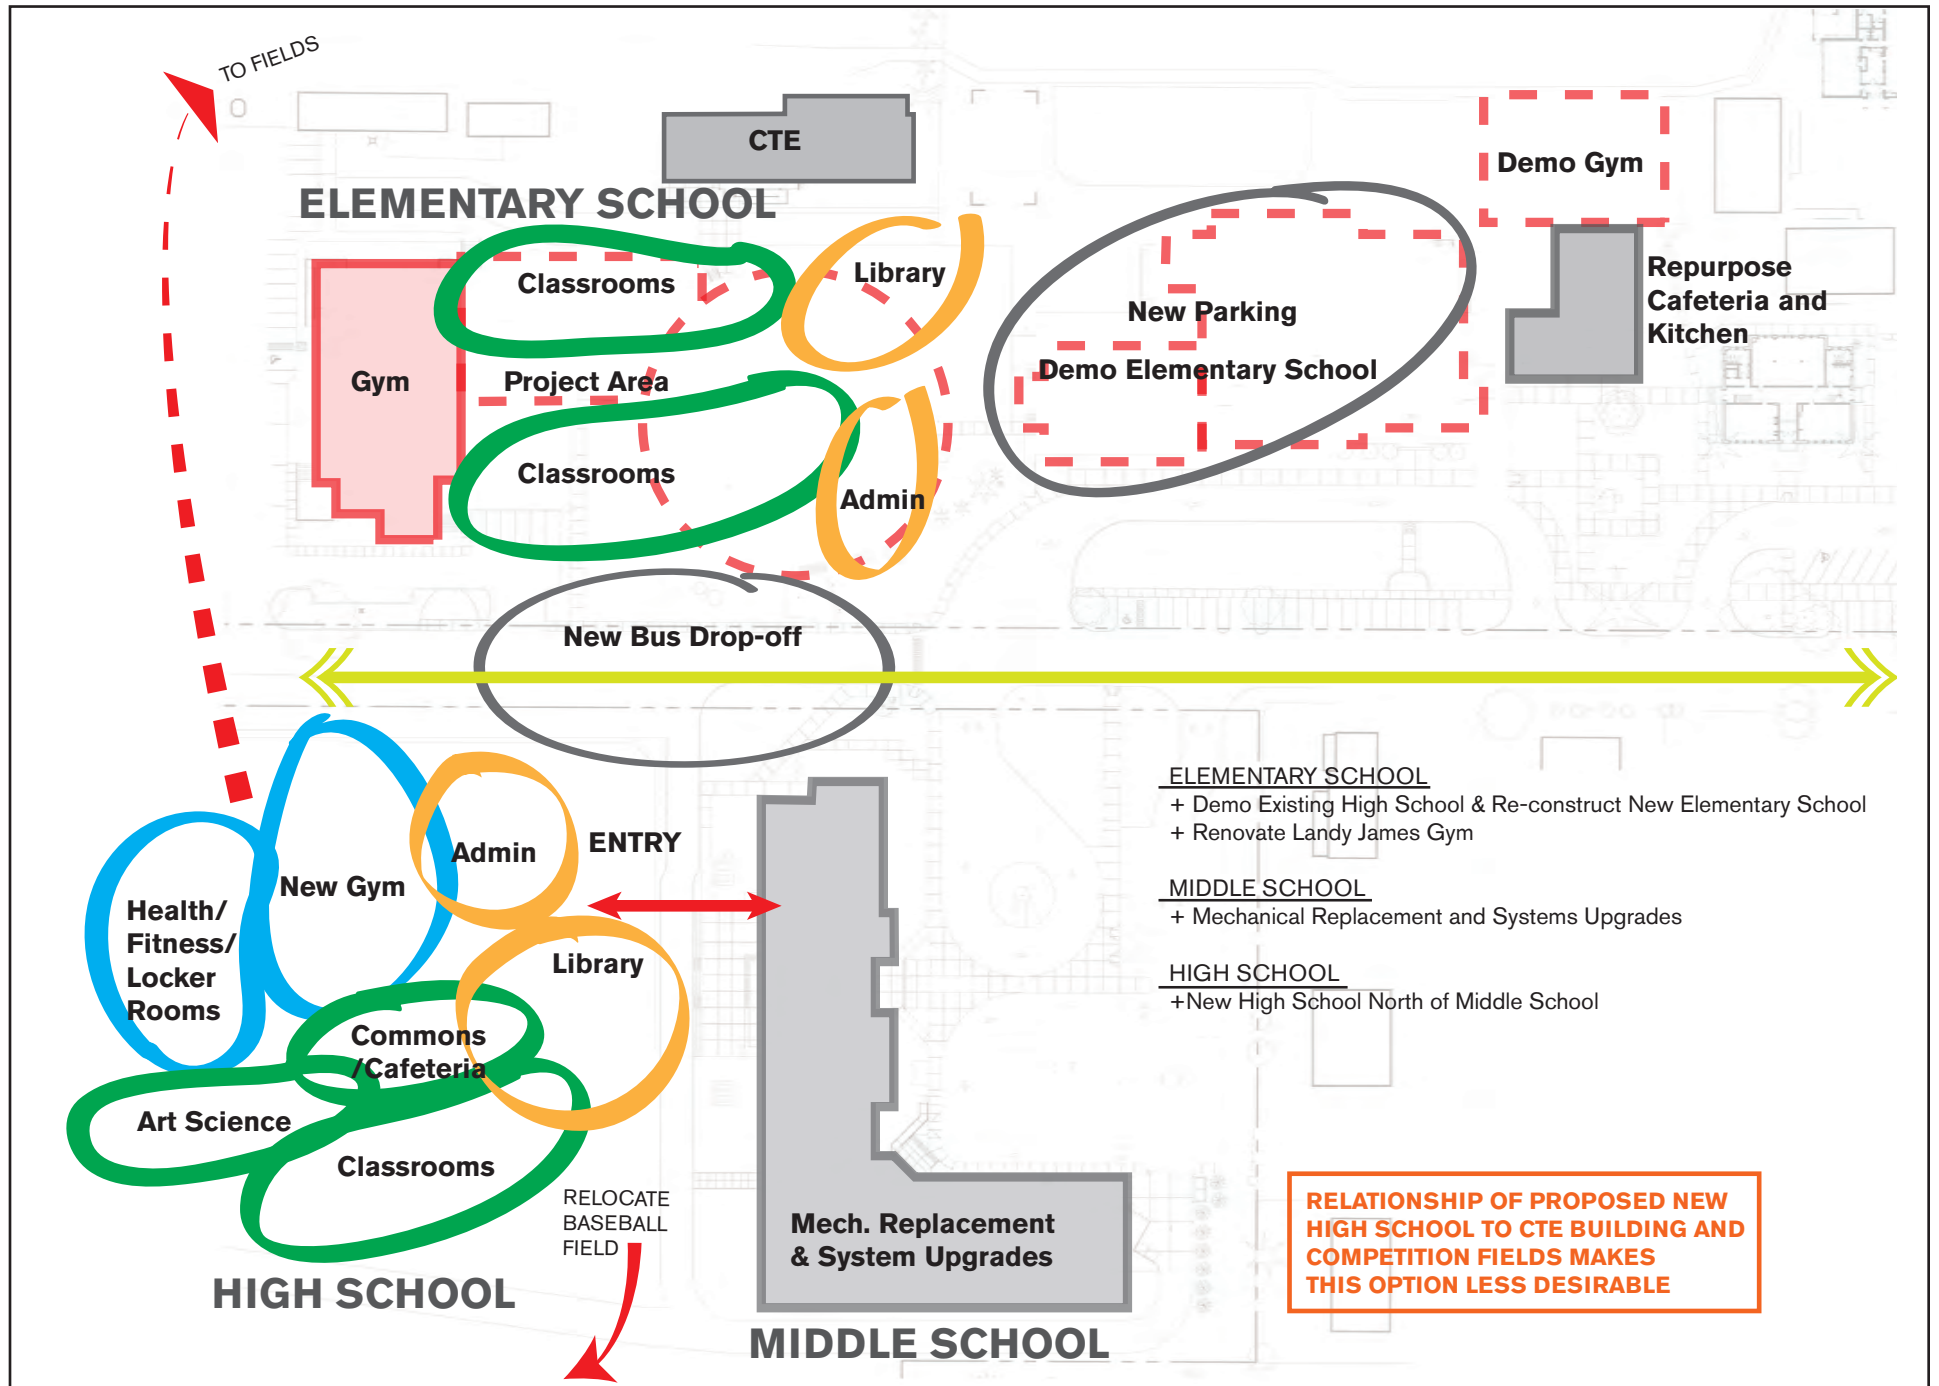 TO FIELDS
CTE
Demo Gym
ELEMENTARY SCHOOL
Classrooms
Library
Repurpose
Cafeteria and
Kitchen
New Parking
Gym
Project Area
Demo Elementary School
Classrooms
Admin
New Bus Drop-off
ELEMENTARY SCHOOL
+ Demo Existing High School & Re-construct New Elementary School
+ Renovate Landy James Gym
MIDDLE SCHOOL
+ Mechanical Replacement and Systems Upgrades
HIGH SCHOOL
+New High School North of Middle School
Admin
ENTRY
New Gym
Health/
Fitness/
Locker
Rooms
Library
Commons
/Cafeteria
Art Science
Classrooms
RELOCATE
BASEBALL
FIELD
Mech. Replacement
& System Upgrades
RELATIONSHIP OF PROPOSED NEW
HIGH SCHOOL TO CTE BUILDING AND
COMPETITION FIELDS MAKES
THIS OPTION LESS DESIRABLE
HIGH SCHOOL
MIDDLE SCHOOL